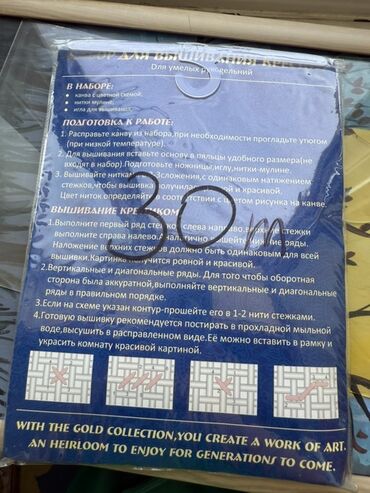 ДЛЯ ВЫШИВАНИЯ
Dля умелых рукодельниий
В НАБОРЕ:
• канва с цветной схемой;
• нитки мулине;
• игла для вышивания.
ПОДГОТОВКА К РАБОТЕ:
1. Расправьте канву из набора,при необходимости прогладьте утюгом
(при низкой температуре).
2. Для вышивания вставьте основу в пяльцы удобного размера(не
входят в набор).Подготовьте ножницы,иглу,нитки-мулине.
3. Вышивайте нитками сложения,с одинаковым натяжением
стежков,чтобы вышивка получилась и красивой.
Цвет ниток определяйте в соответствии с цветом рисунка на канве.
30m
ВЫШИВАНИЕ КРЕСТИКОМ
1.Выполните первый ряд слева направо, стежки
выполните справа налево.Аналогично вышейте ряды.
Наложение верхних стежков должно быть одинаковым для всей
вышивки.Картинка получится ровной и красивой.
2.Вертикальные и диагональные ряды. Для того чтобы оборотная
сторона была аккуратной,выполняйте вертикальные и диагональные
ряды в правильном порядке.
3.Если на схеме указан контур-прошейте его в 1-2 нити стежками.
4.Готовую вышивку рекомендуется постирать в прохладной мыльной
воде,высушить в расправленном виде.Её можно вставить в рамку и
украсить комнату красивой картиной.
WITH THE GOLD COLLECTION,YOU CREATE A WORK OF ART.
AN HEIRLOOM TO ENJOY FOR GENERATIONS TO COME.